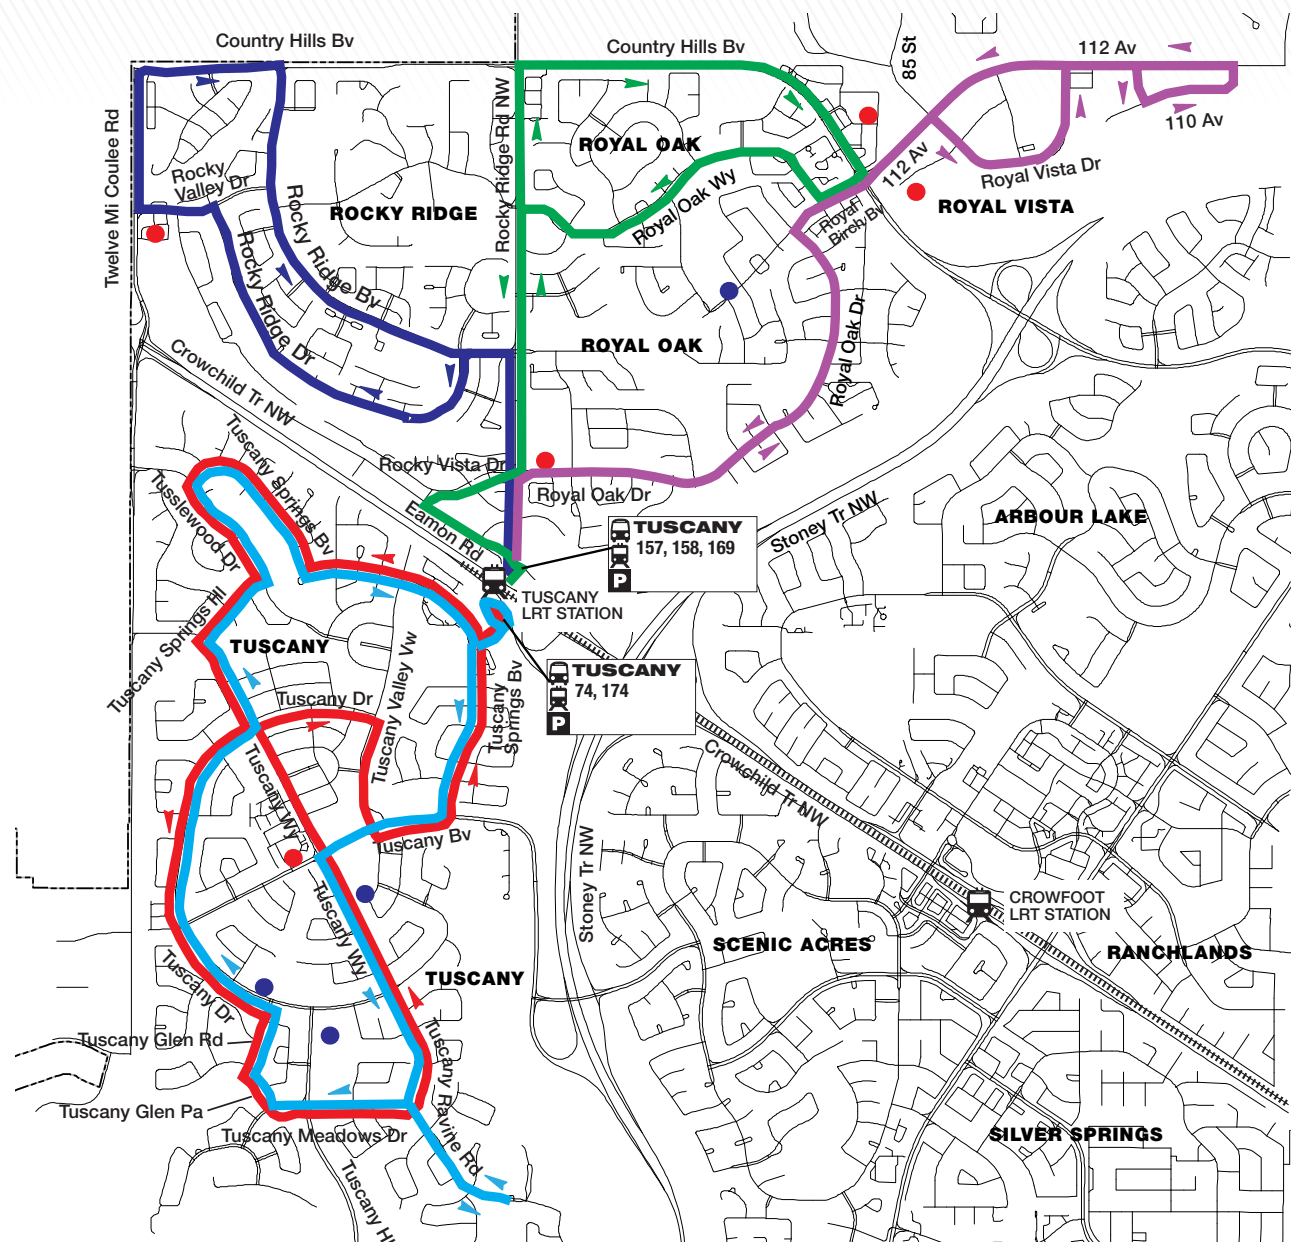 Country Hills Bv
Country Hills Bv
85 St
112 Av
110 Av
Twelve Mi Coulee Rd
Rocky Ridge Rd NW
ROYAL OAK
112 Av
Rocky
Valley Dr
Royal Oak Wy
Royal Vista Dr
ROCKY RIDGE
Royal
Birch Bv
ROYAL VISTA
Rocky Ridge Bv
Rocky Ridge Dr
ROYAL OAK
Royal Oak Dr
Crowchild Tr NW
Tuscany Springs Bv
Rocky Vista Dr
Royal Oak Dr
Tusslewood Dr
Eamon Rd
Stoney Tr NW
ARBOUR LAKE
TUSCANY
157, 158, 169
P
TUSCANY
LRT STATION
Tuscany Springs Hl
TUSCANY
TUSCANY
74, 174
P
Tuscany Dr
Tuscany Valley Vw
Tuscany
Springs Bv
Tuscany Wy
Crowchild Tr NW
Tuscany Bv
Stoney Tr NW
Tuscany Wy
CROWFOOT
LRT STATION
SCENIC ACRES
RANCHLANDS
Tuscany Dr
TUSCANY
Tuscany Glen Rd
Tuscany Ravine Rd
Tuscany Glen Pa
Tuscany Meadows Dr
SILVER SPRINGS
Tuscany Hi